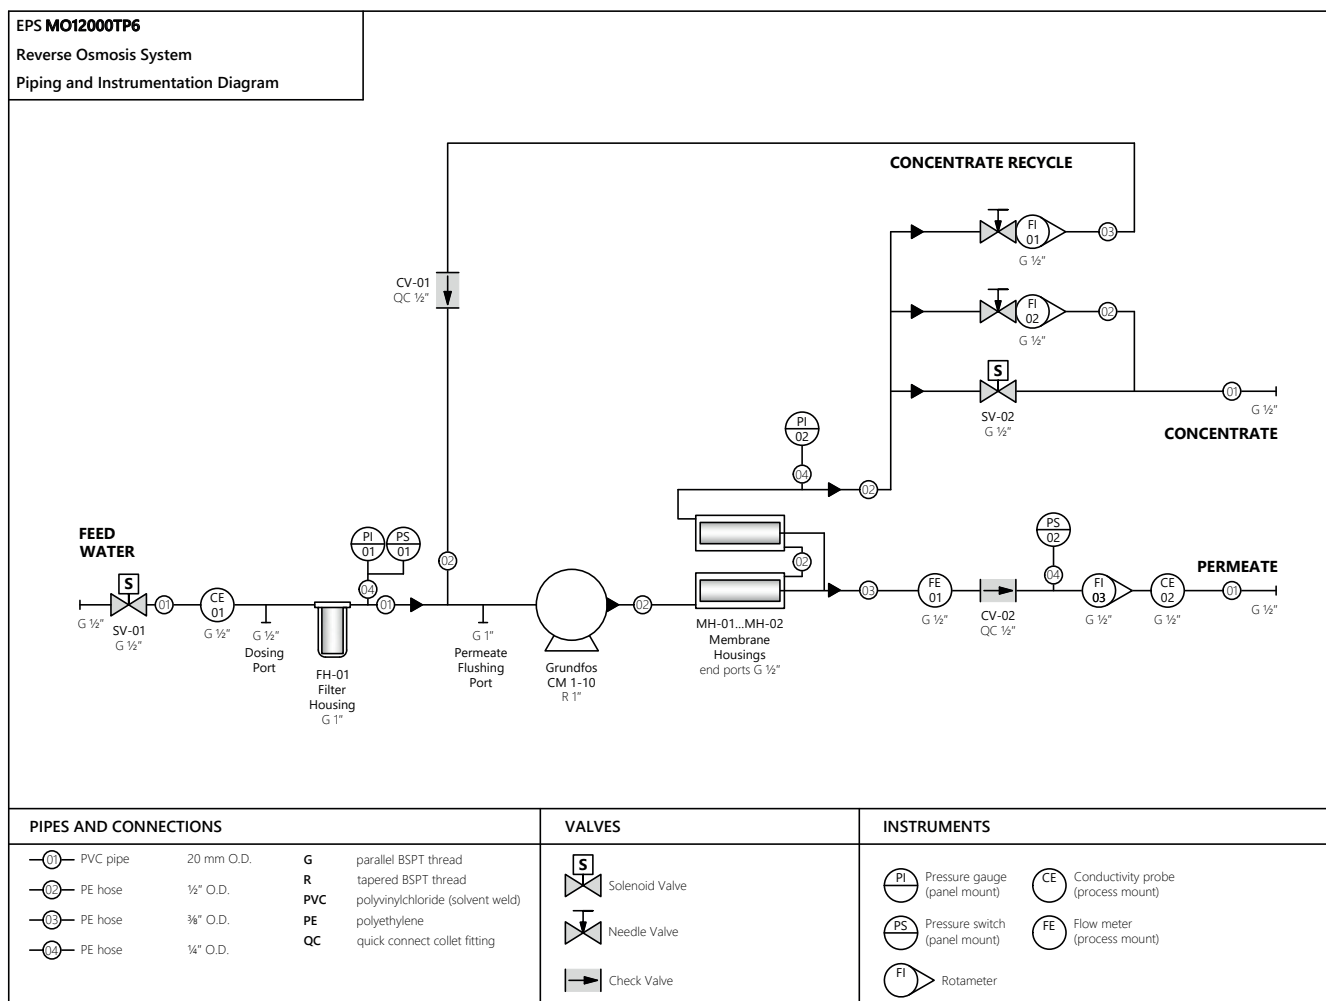 EPS MO12000TP6
Reverse Osmosis System
Piping and Instrumentation Diagram
CONCENTRATE RECYCLE
FI
01
03
G ½"
CV-01
QC ½"
FI
02
02
G ½"
S
SV-02
G ½"
01
G ½"
CONCENTRATE
PI
02
04
02
FEED
WATER
PI
01
PS
01
02
04
01
S
01
CE
01
G ½"
SV-01
G ½"
G ½"
G ½"
Dosing
Port
FH-01
Filter
Housing
G 1"
G 1"
Permeate
Flushing
Port
Grundfos
CM 1-10
R 1"
02
02
MH-01...MH-02
Membrane
Housings
end ports G ½"
03
FE
01
G ½"
CV-02
QC ½"
PS
02
04
FI
03
G ½"
CE
02
G ½"
PERMEATE
01
G ½"
PIPES AND CONNECTIONS
01 PVC pipe 20 mm O.D.
02 PE hose ½" O.D.
03 PE hose ⅜" O.D.
04 PE hose ¼" O.D.
G parallel BSPT thread
R tapered BSPT thread
PVC polyvinylchloride (solvent weld)
PE polyethylene
QC quick connect collet fitting
VALVES
S
Solenoid Valve
Needle Valve
Check Valve
INSTRUMENTS
PI
Pressure gauge
(panel mount)
CE
Conductivity probe
(process mount)
PS
Pressure switch
(panel mount)
FE
Flow meter
(process mount)
FI
Rotameter